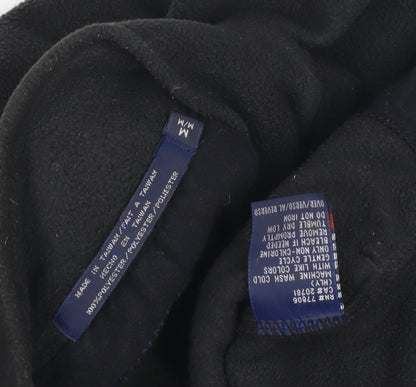 M
M/M
MADE IN TAIWAN/FAIT A TAIWAN
HECHO EN TAIWAN
100%POLYESTER/POLYESTER/POLIESTER
RN# 77806
CA# 20781
(HLY)
MACHINE WASH COLD
WITH LIKE COLORS
GENTLE CYCLE
ONLY NON-CHLORINE
BLEACH IF NEEDED
REMOVE PROMPTLY
TUMBLE DRY LOW
DO NOT IRON
OVER/VERSO/AL REVERSO